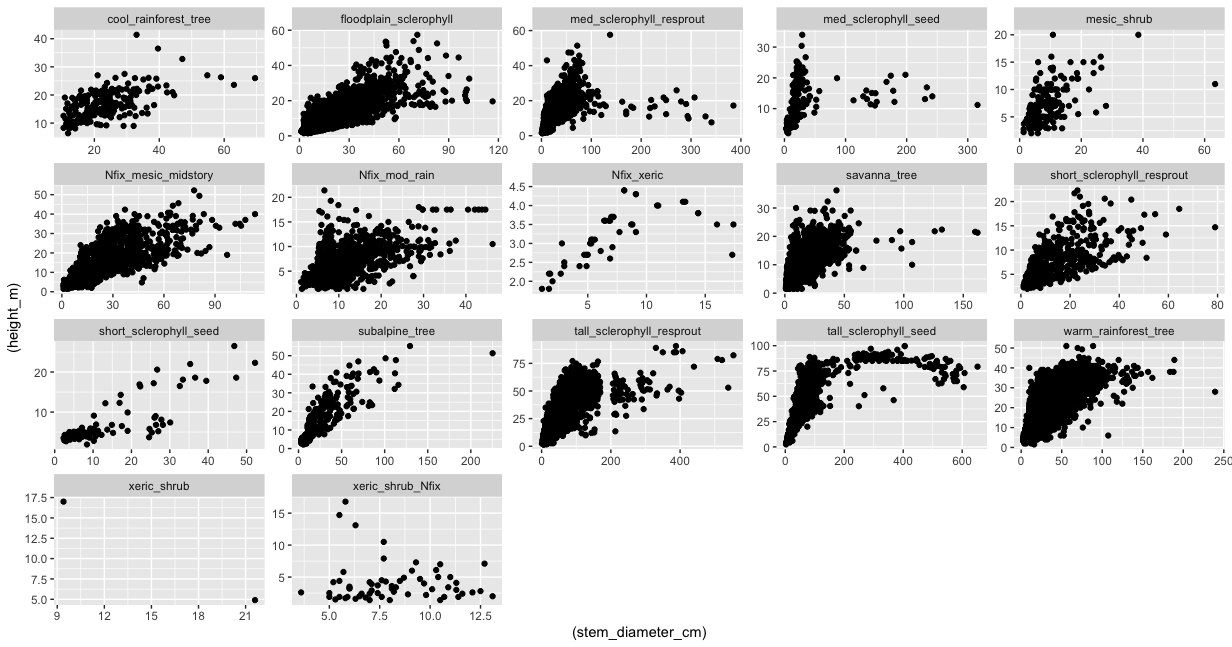 cool_rainforest_tree floodplain_sclerophyll med_sclerophyll_resprout med_sclerophyll_seed mesic_shrub
40 30 20 10
60 40 20 0
60 40 20 0
30 20 10
20 15 10 5
20 40 60
0 30 60 90 120
0 100 200 300 400
0 100 200 300
0 20 40 60
Nfix_mesic_midstory Nfix_mod_rain Nfix_xeric savanna_tree short_sclerophyll_resprout
50 40 30 20 10 0
20 15 10 5
4.5 4.0 3.5 3.0 2.5 2.0
30 20 10 0
20 15 10 5
0 30 60 90
0 10 20 30 40
5 10 15
0 50 100 150
0 20 40 60 80
(height_m)
short_sclerophyll_seed subalpine_tree tall_sclerophyll_resprout tall_sclerophyll_seed warm_rainforest_tree
20 10
50 40 30 20 10 0
75 50 25 0
100 75 50 25 0
50 40 30 20 10 0
0 10 20 30 40 50
0 50 100 150 200
0 200 400
0 200 400 600
0 50 100 150 200 250
xeric_shrub xeric_shrub_Nfix
17.5 15.0 12.5 10.0 7.5 5.0
15 10 5
9 12 15 18 21
5.0 7.5 10.0 12.5
(stem_diameter_cm)